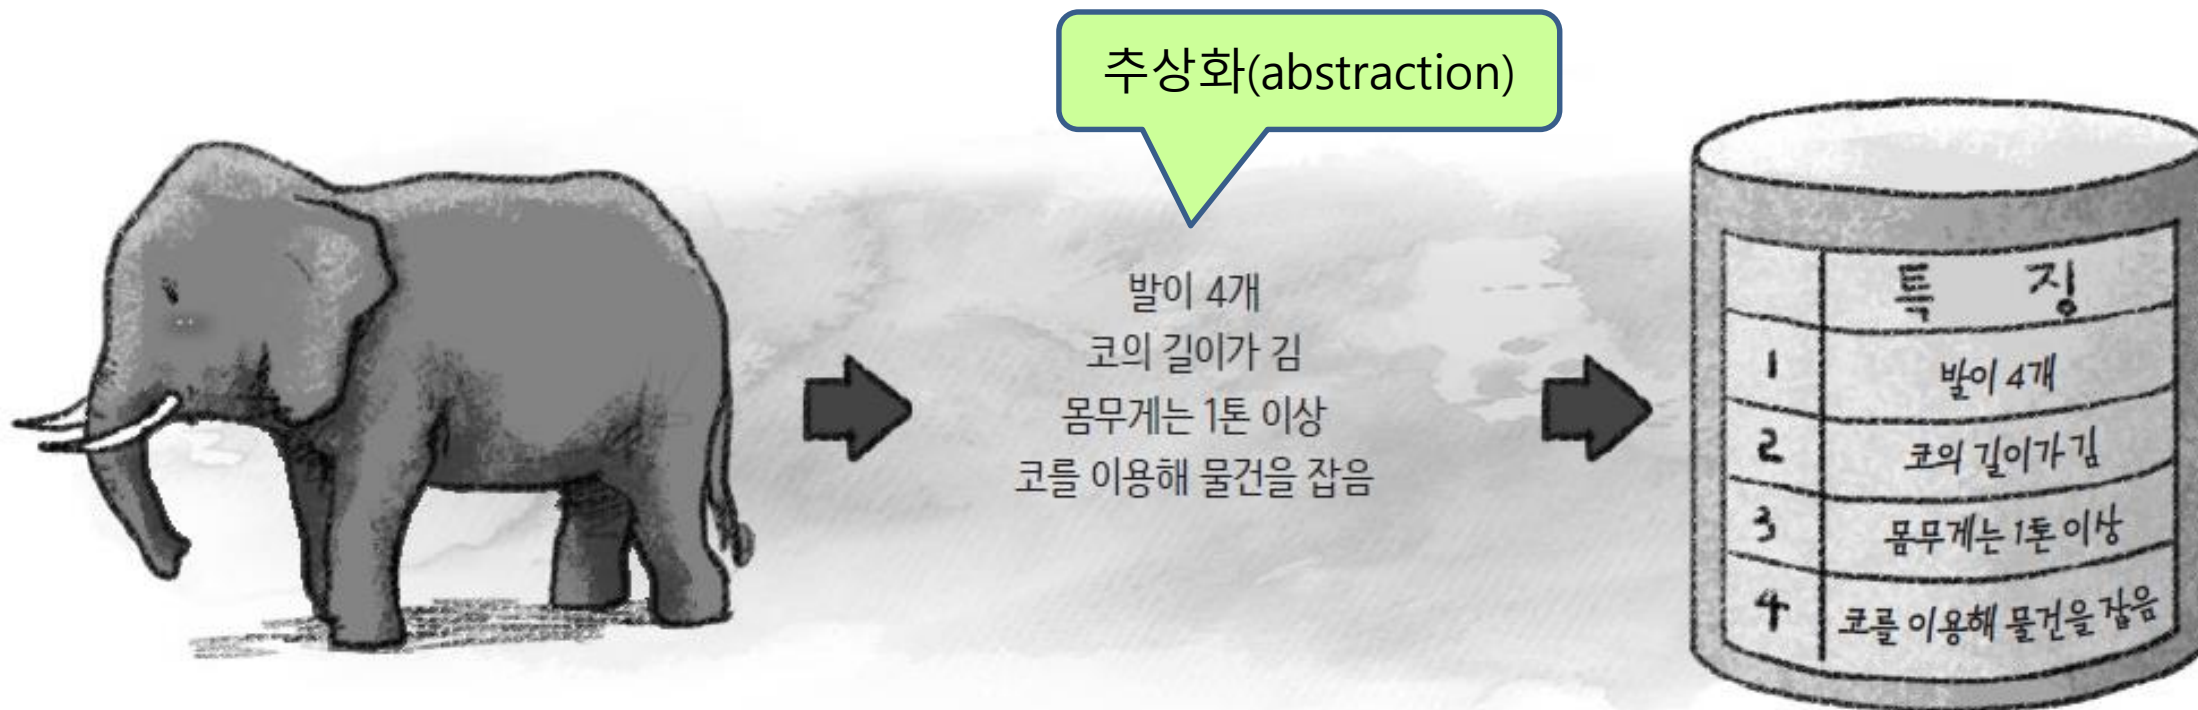 추상화(abstraction)
발이 4개
코의 길이가 김
몸무게는 1톤 이상
코를 이용해 물건을 잡음
특 징
1 발이 4개
2 코의 길이가 김
3 몸무게는 1톤 이상
4 코를 이용해 물건을 잡음